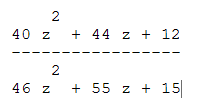 2
40 z + 44 z + 12
-----------------
2
46 z + 55 z + 15